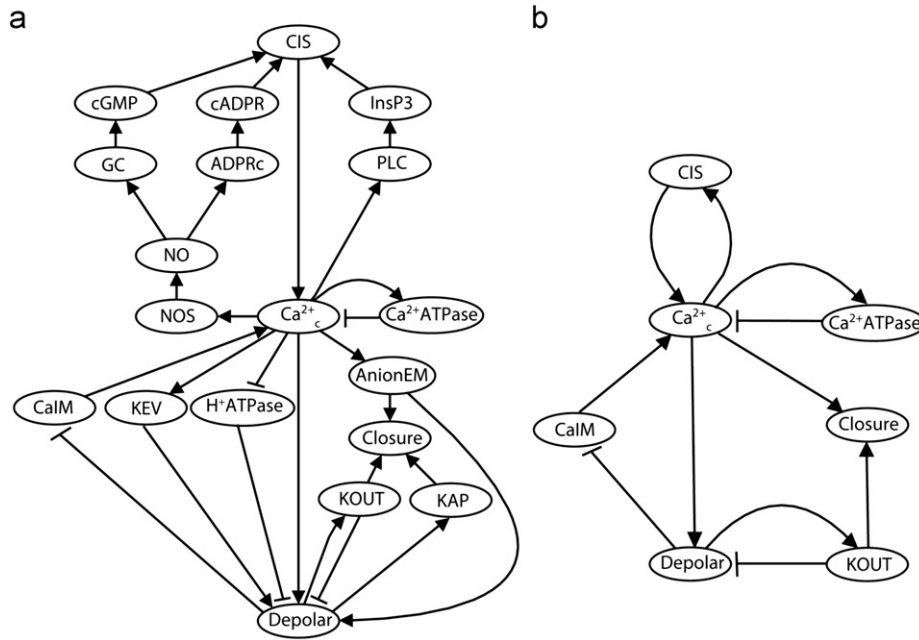 a
b
CIS
cGMP
cADPR
InsP3
GC
ADPRc
PLC
NO
NOS
Ca²⁺c
Ca²⁺ATPase
AnionEM
CaIM
KEV
H⁺ATPase
Closure
KOUT
KAP
Depolar
CIS
Ca²⁺c
Ca²⁺ATPase
CaIM
Closure
Depolar
KOUT